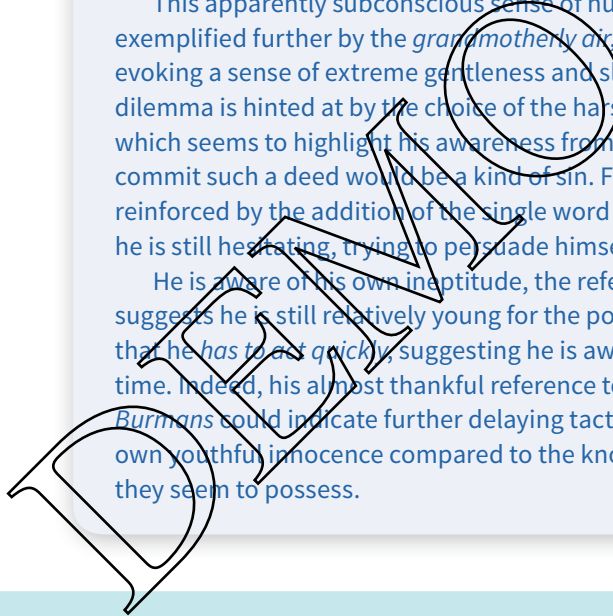 This apparently subconscious sense of hu
exemplified further by the grandmotherly air,
evoking a sense of extreme gentleness and s
dilemma is hinted at by the choice of the hars
which seems to highlight his awareness from
commit such a deed would be a kind of sin. F
reinforced by the addition of the single word
he is still hesitating, trying to persuade himse
He is aware of his own ineptitude, the refe
suggests he is still relatively young for the po
that he has to act quickly, suggesting he is aw
time. Indeed, his almost thankful reference to
Burmans could indicate further delaying tact
own youthful innocence compared to the kno
they seem to possess.
DEMO